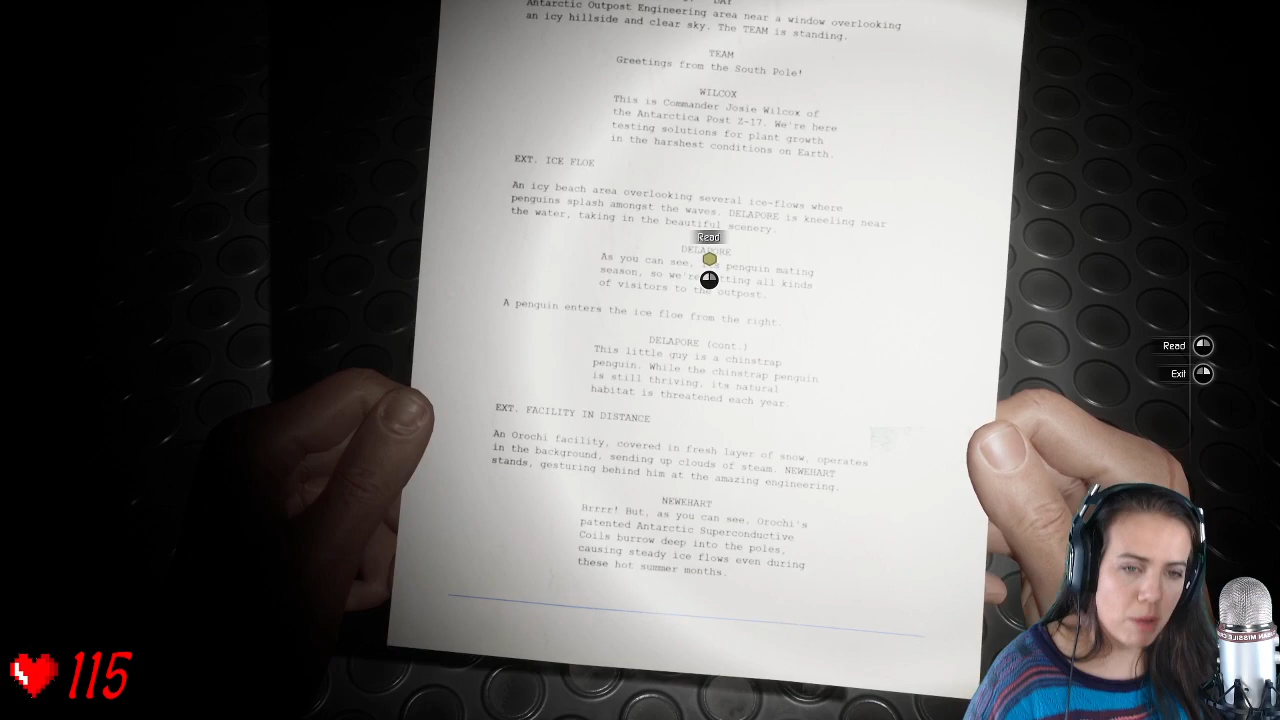 DAY
Antarctic Outpost Engineering area near a window overlooking
an icy hillside and clear sky. The TEAM is standing.
TEAM
Greetings from the South Pole!
WILCOX
This is Commander Josie Wilcox of
the Antarctica Post Z-17. We're here
testing solutions for plant growth
in the harshest conditions on Earth.
EXT. ICE FLOE
An icy beach area overlooking several ice-flows where
penguins splash amongst the waves. DELAPORE is kneeling near
the water, taking in the beautiful scenery.
Read
DELAPORE
As you can see, penguin mating
season, so we're all kinds
of visitors to the outpost.
A penguin enters the ice floe from the right.
DELAPORE (cont.)
This little guy is a chinstrap
penguin. While the chinstrap penguin
is still thriving, its natural
habitat is threatened each year.
EXT. FACILITY IN DISTANCE
An Orochi facility, covered in fresh layer of snow, operates
in the background, sending up clouds of steam. NEWEHART
stands, gesturing behind him at the amazing engineering.
NEWEHART
Brrrr! But, as you can see, Orochi's
patented Antarctic Superconductive
Coils burrow deep into the poles,
causing steady ice flows even during
these hot summer months.
Read
Exit
115
MISSILE